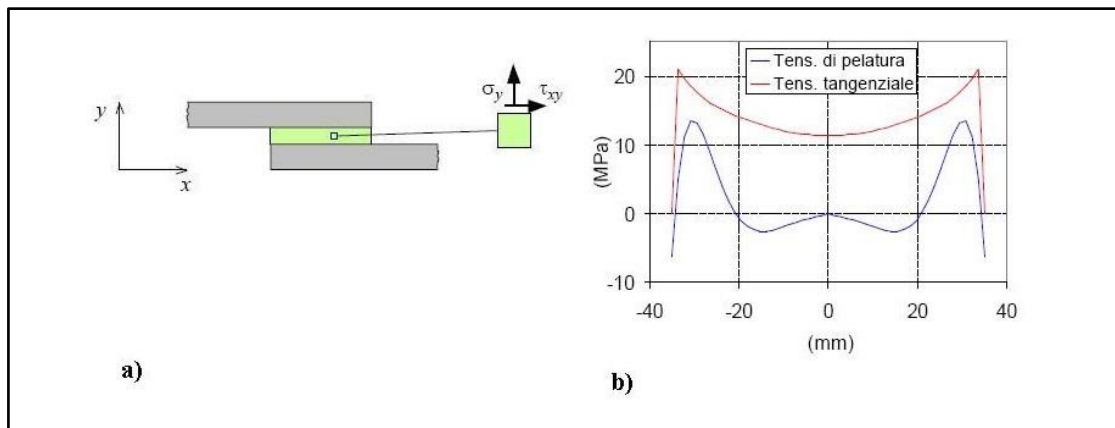 y
x
σy
τxy
a)
Tens. di pelatura
Tens. tangenziale
20
10
0
-10
(MPa)
-40
-20
0
20
40
(mm)
b)